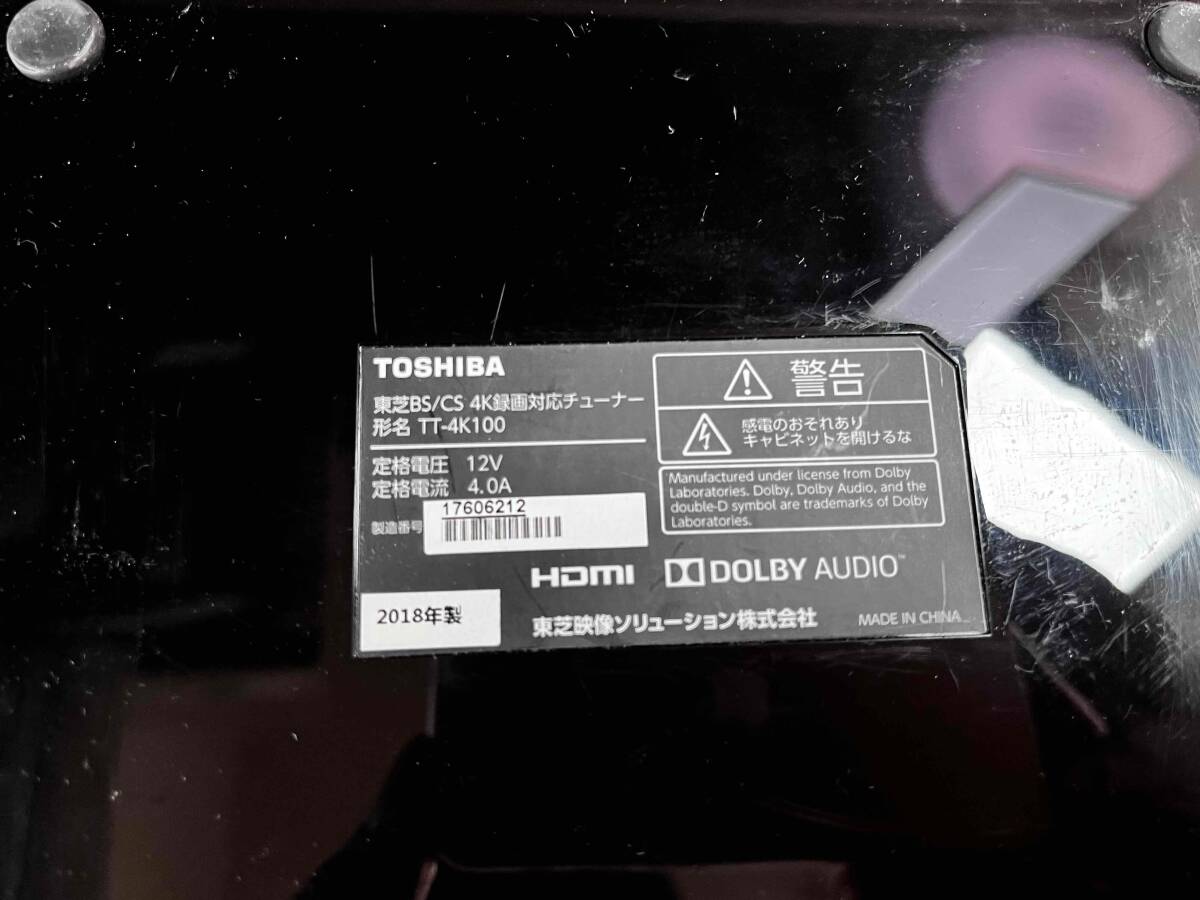 TOSHIBA
東芝BS/CS 4K録画対応チューナー
形名 TT-4K100
定格電圧 12V
定格電流 4.0A
製造番号 17606212
警告
感電のおそれあり
キャビネットを開けるな
Manufactured under license from Dolby
Laboratories. Dolby, Dolby Audio, and the
double-D symbol are trademarks of Dolby
Laboratories.
HDMI
DOLBY AUDIO™
2018年製
東芝映像ソリューション株式会社
MADE IN CHINA